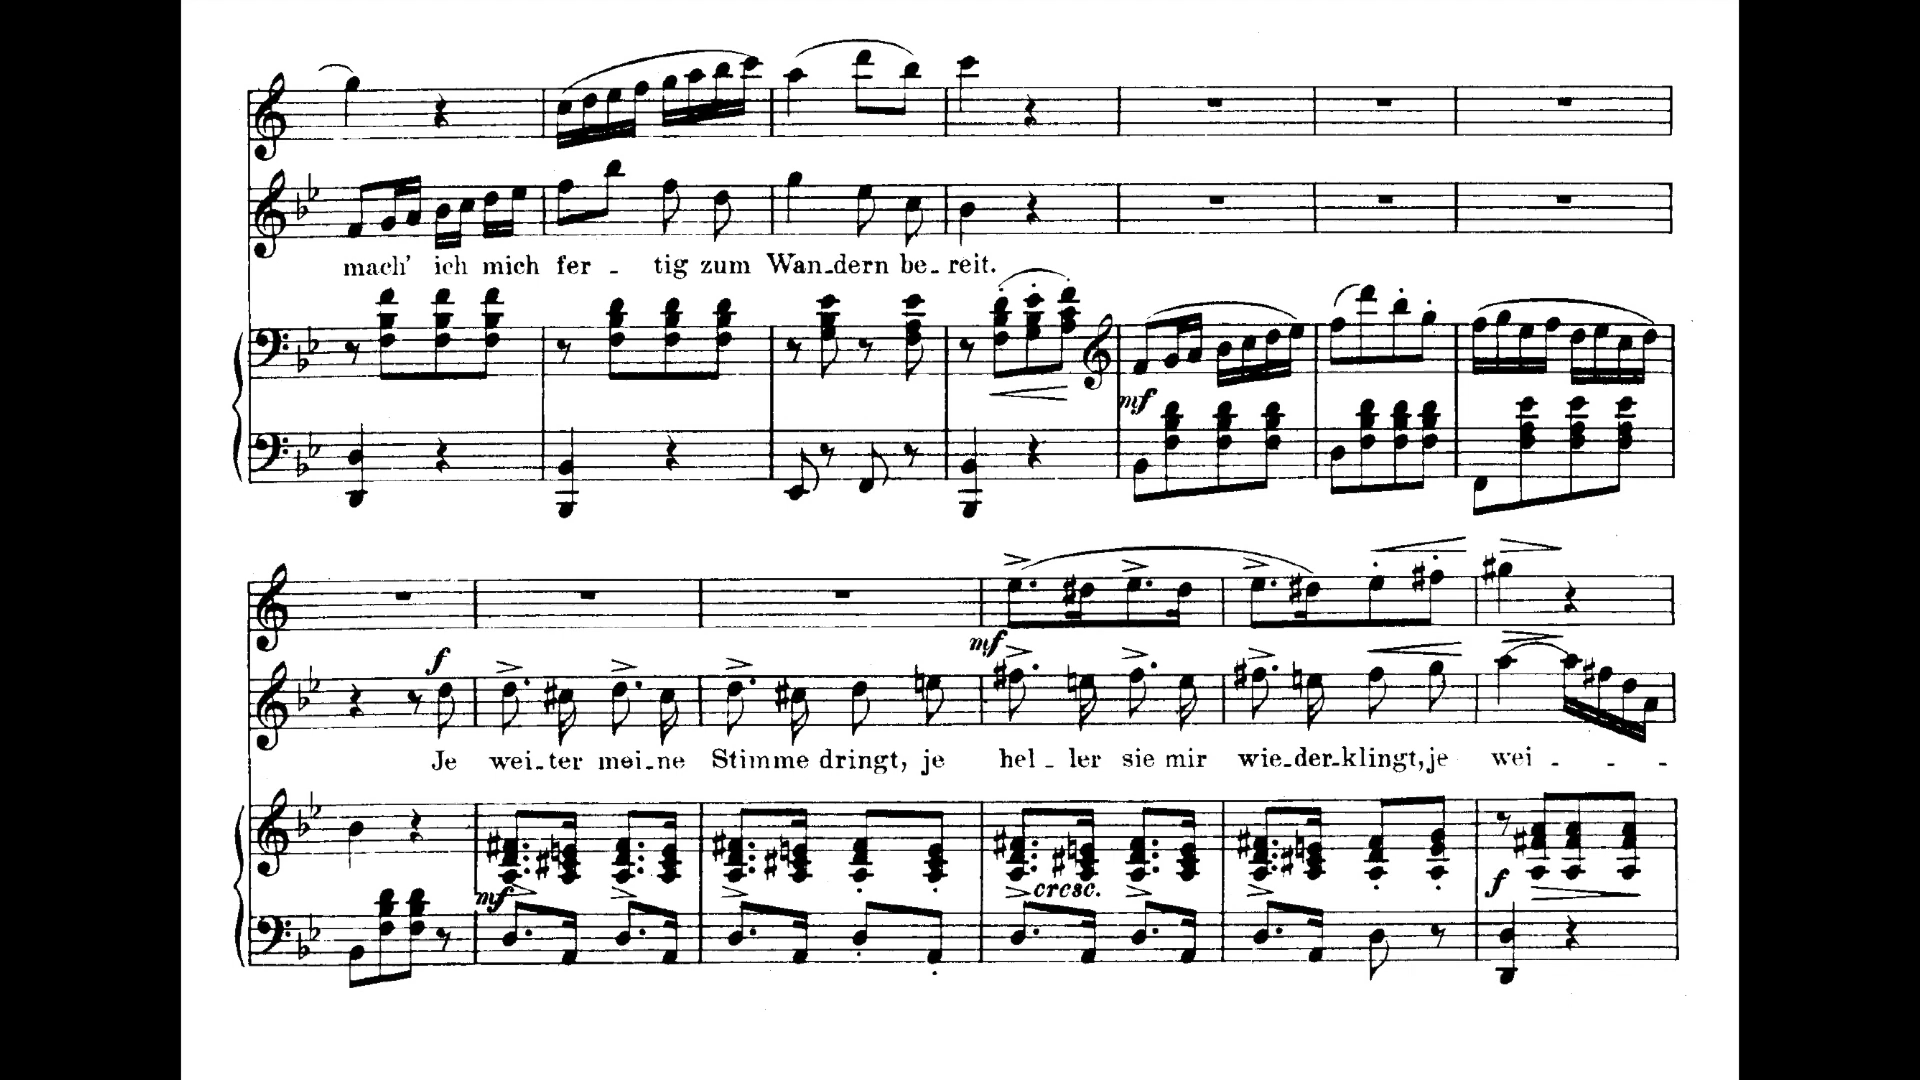 mach' ich mich fer - tig zum Wan-dern be-reit.
mf
f
mf
Je wei-ter mei-ne Stimme dringt, je hel - ler sie mir wie-der-klingt, je wei - - -
mf cresc. f